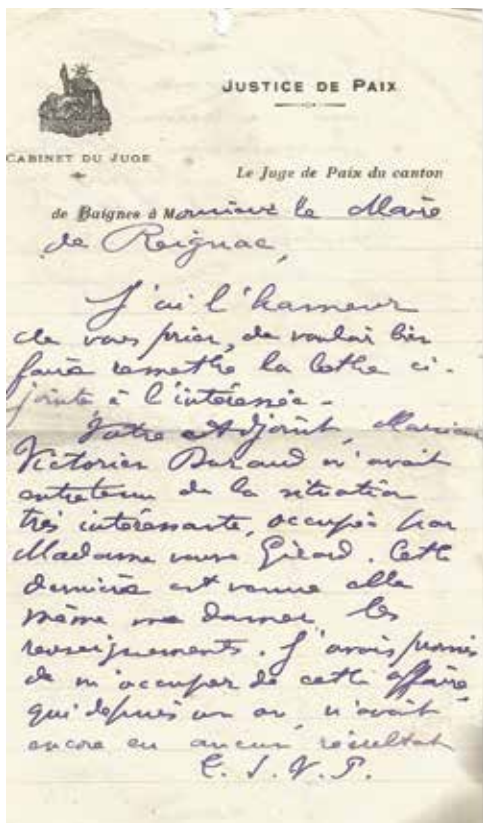 JUSTICE DE PAIX
CABINET DU JUGE
Le Juge de Paix du canton
de Baignes à Monsieur le Maire
de Reignac,
J'ai l'honneur
de vous prier, de vouloir bien
faire remettre la lettre ci-
jointe à l'intéressée -
Votre Adjoint, Monsieur
Victorien Durand m'avait
entretenu de la situation
très intéressante, occupée par
Madame veuve Girard. Cette
dernière est venue elle
même me donner les
renseignements. J'avais promis
de m'occuper de cette affaire
qui depuis un an, n'avait
encore eu aucun résultat
T. S. V. P.